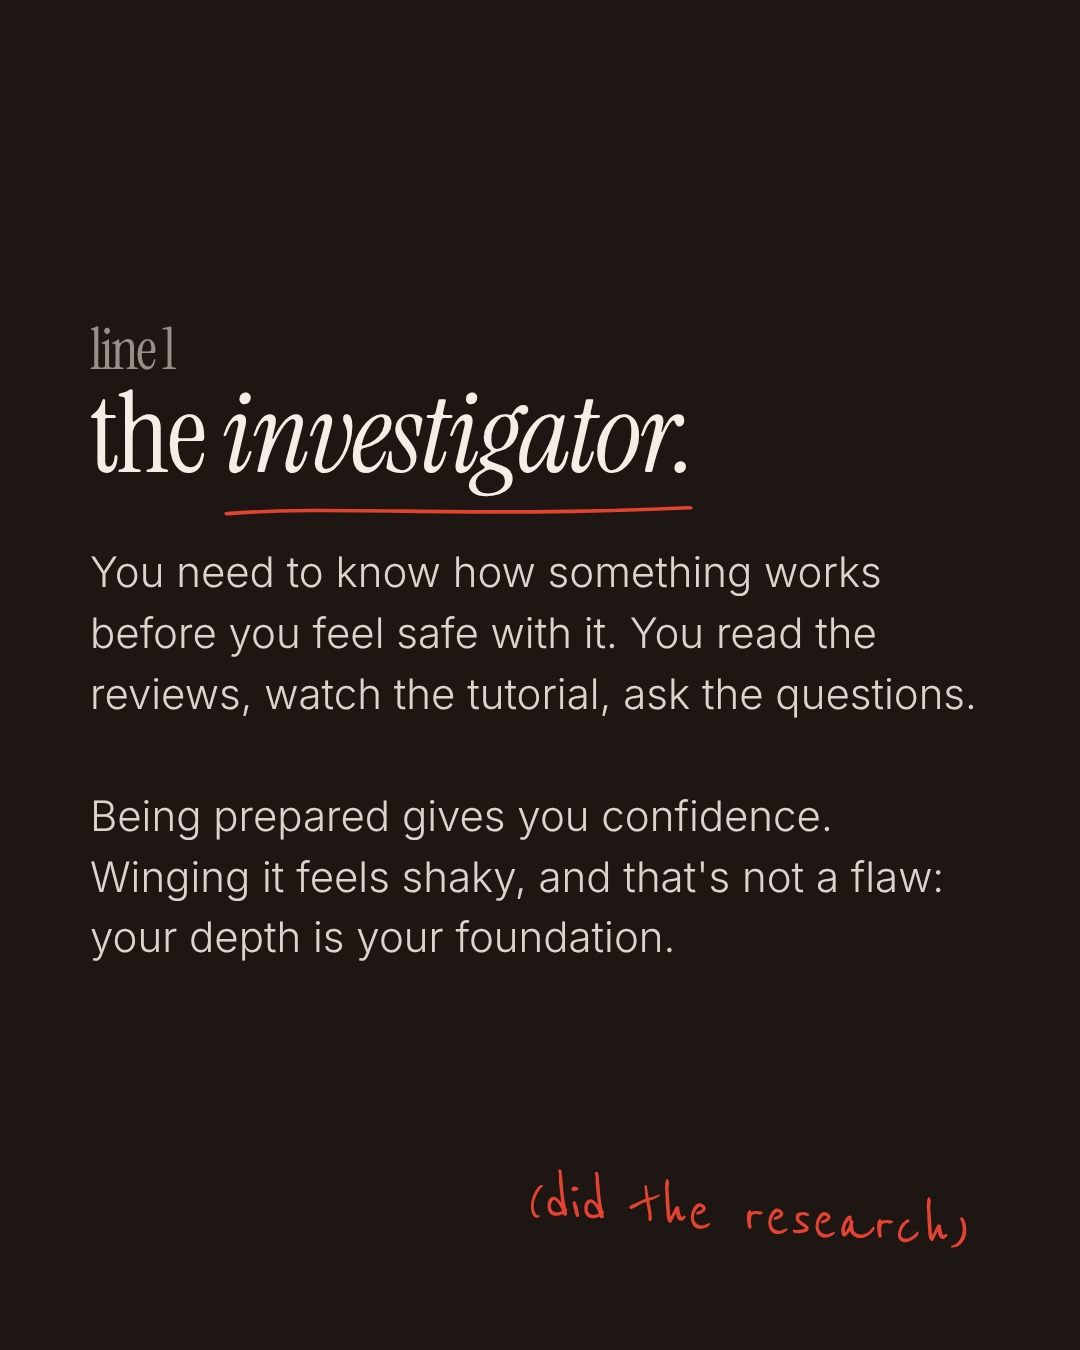 line 1
the investigator.
You need to know how something works
before you feel safe with it. You read the
reviews, watch the tutorial, ask the questions.
Being prepared gives you confidence.
Winging it feels shaky, and that's not a flaw:
your depth is your foundation.
(did the research)